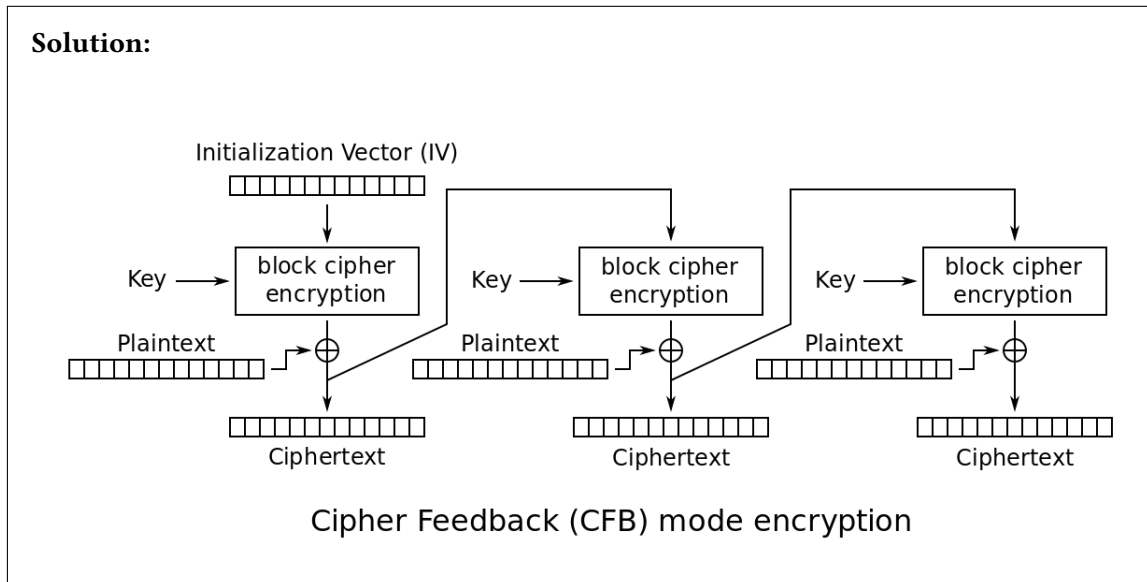 Solution:
Initialization Vector (IV)
Key
block cipher
encryption
Key
block cipher
encryption
Key
block cipher
encryption
Plaintext
Plaintext
Plaintext
Ciphertext
Ciphertext
Ciphertext
Cipher Feedback (CFB) mode encryption